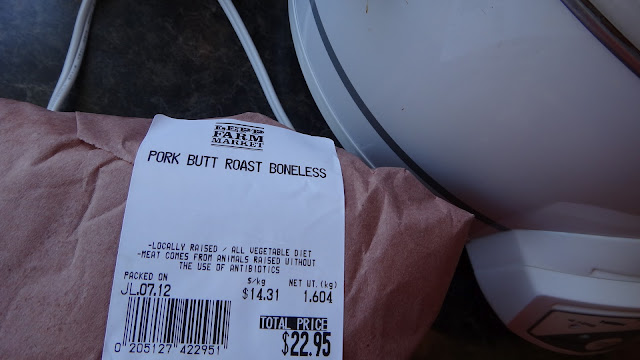 LEPP
FARM
MARKET
PORK BUTT ROAST BONELESS
-LOCALLY RAISED / ALL VEGETABLE DIET
-MEAT COMES FROM ANIMALS RAISED WITHOUT
THE USE OF ANTIBIOTICS
PACKED ON $/kg NET WT.(kg)
JL.07.12 $14.31 1.604
TOTAL PRICE
$22.95
0 205127 422951